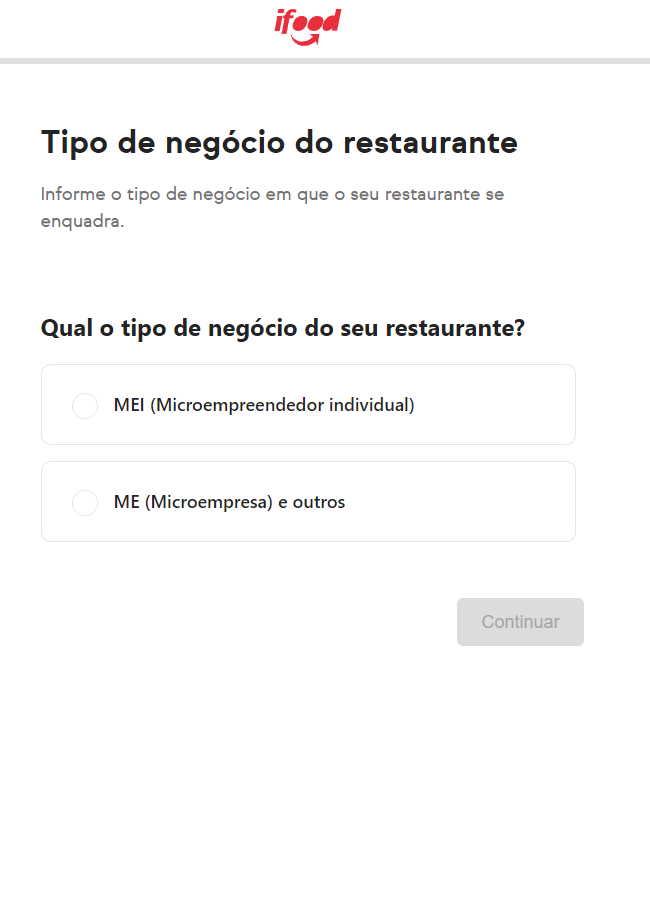 ifood
Tipo de negócio do restaurante
Informe o tipo de negócio em que o seu restaurante se
enquadra.
Qual o tipo de negócio do seu restaurante?
MEI (Microempreendedor individual)
ME (Microempresa) e outros
Continuar